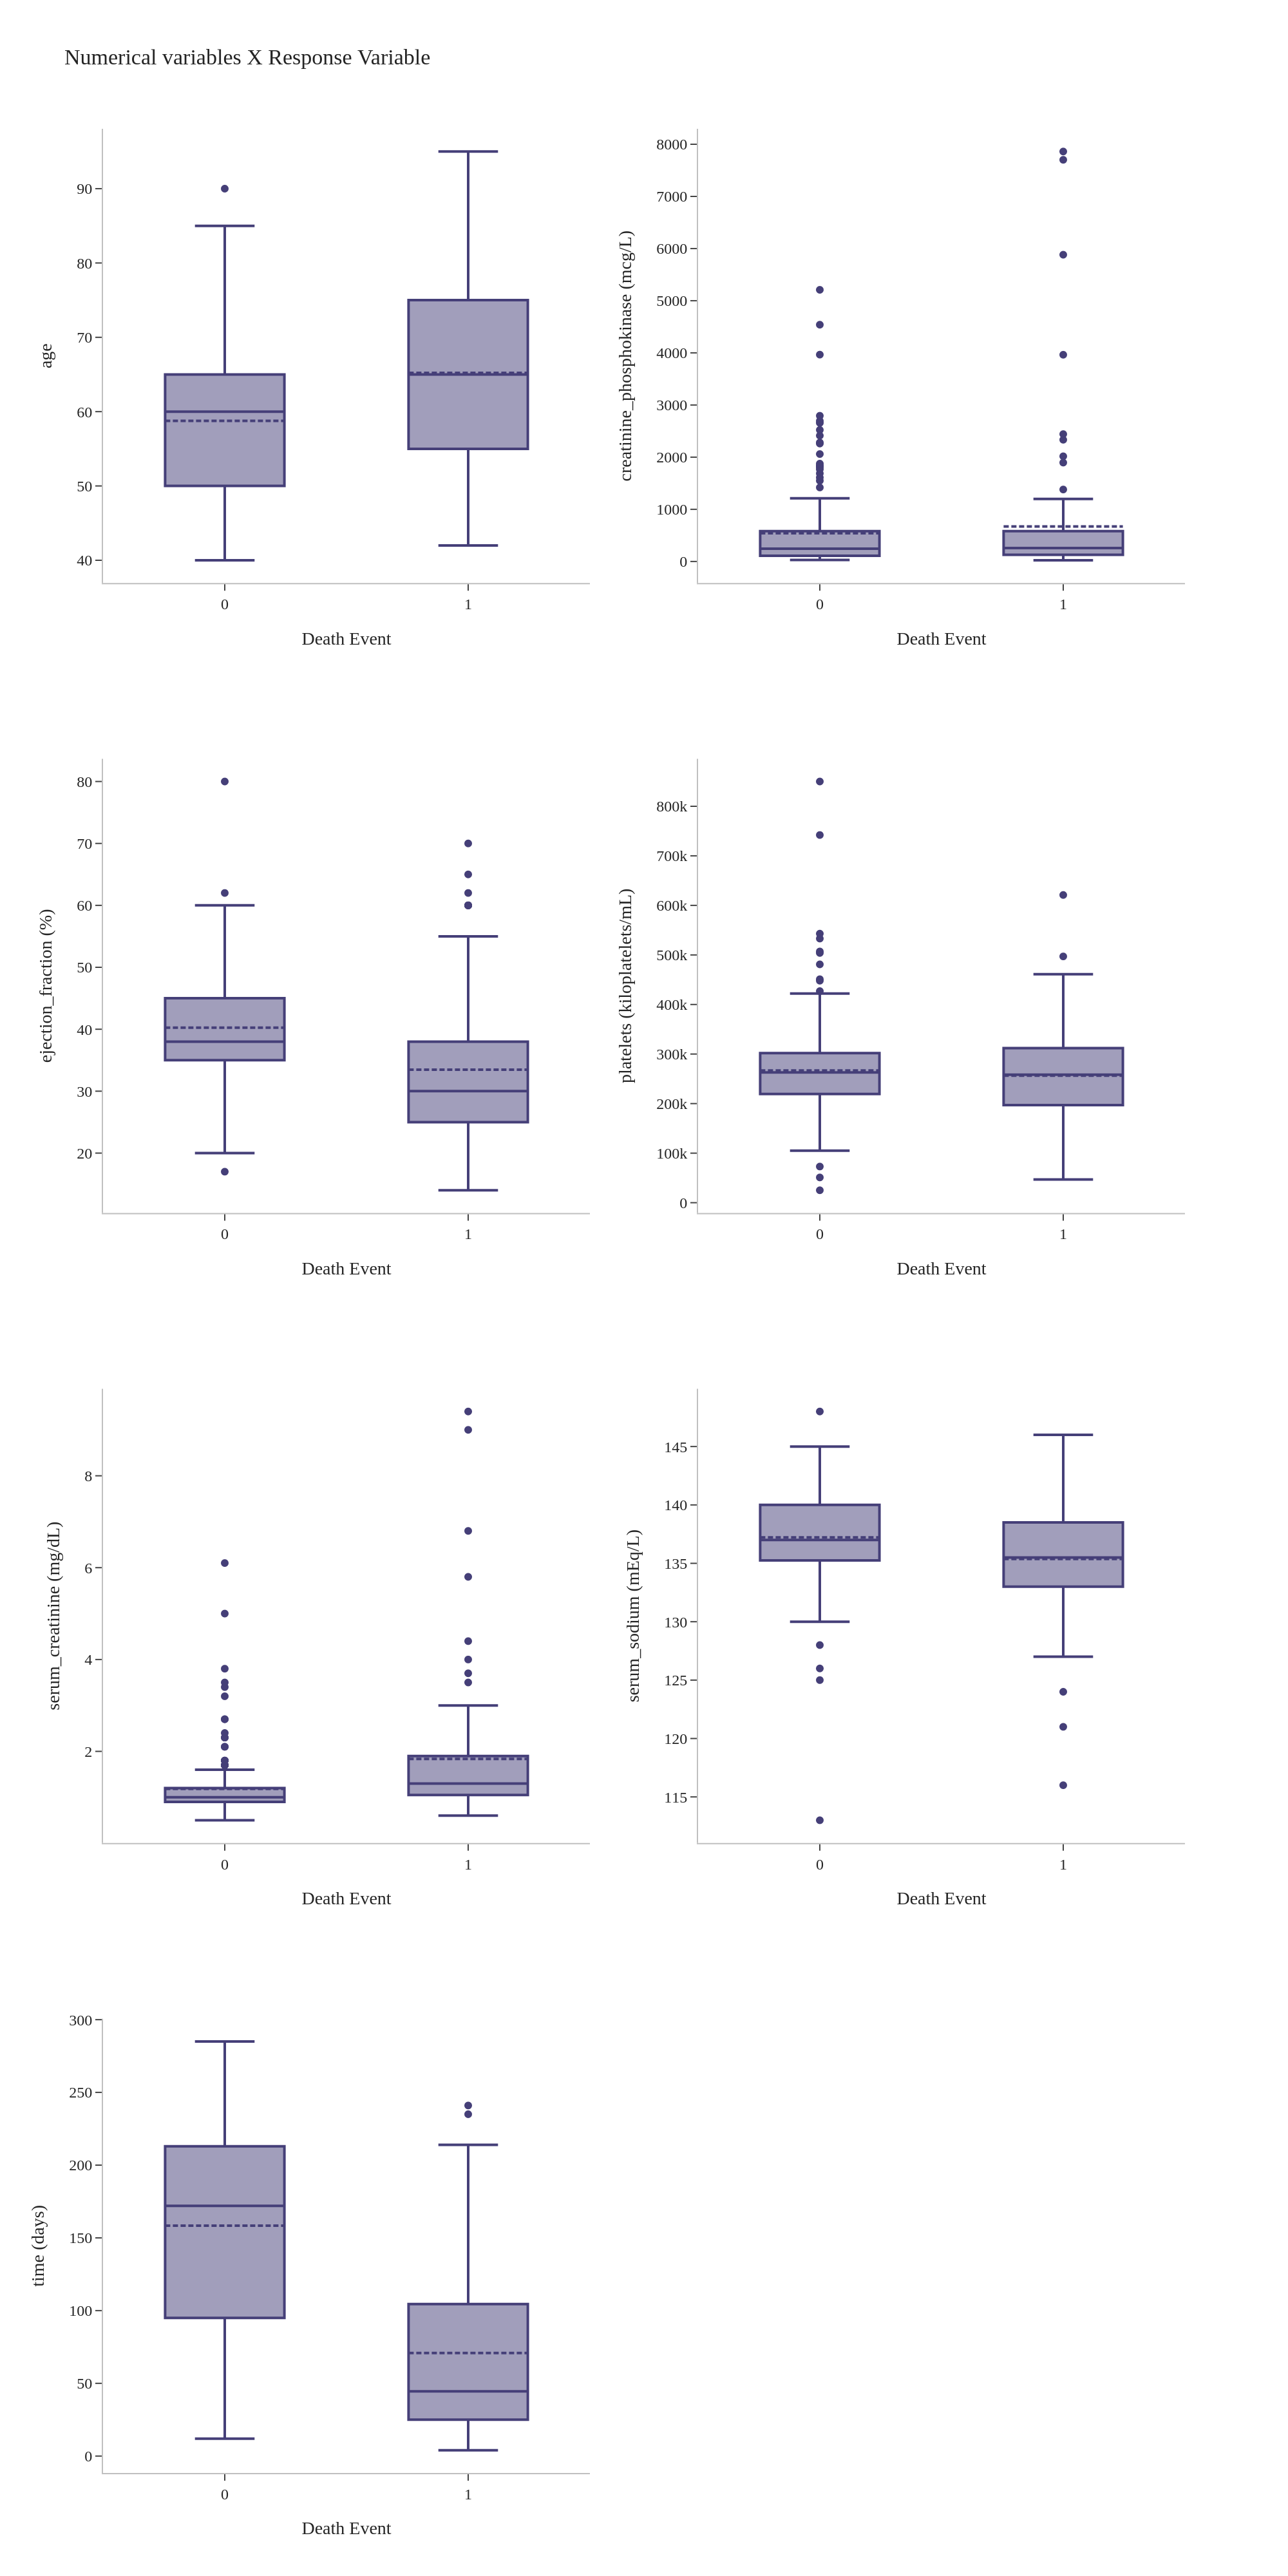 Numerical variables X Response Variable
age
90
80
70
60
50
40
0
1
Death Event
creatinine_phosphokinase (mcg/L)
8000
7000
6000
5000
4000
3000
2000
1000
0
0
1
Death Event
ejection_fraction (%)
80
70
60
50
40
30
20
0
1
Death Event
platelets (kiloplatelets/mL)
800k
700k
600k
500k
400k
300k
200k
100k
0
0
1
Death Event
serum_creatinine (mg/dL)
8
6
4
2
0
1
Death Event
serum_sodium (mEq/L)
145
140
135
130
125
120
115
0
1
Death Event
time (days)
300
250
200
150
100
50
0
0
1
Death Event